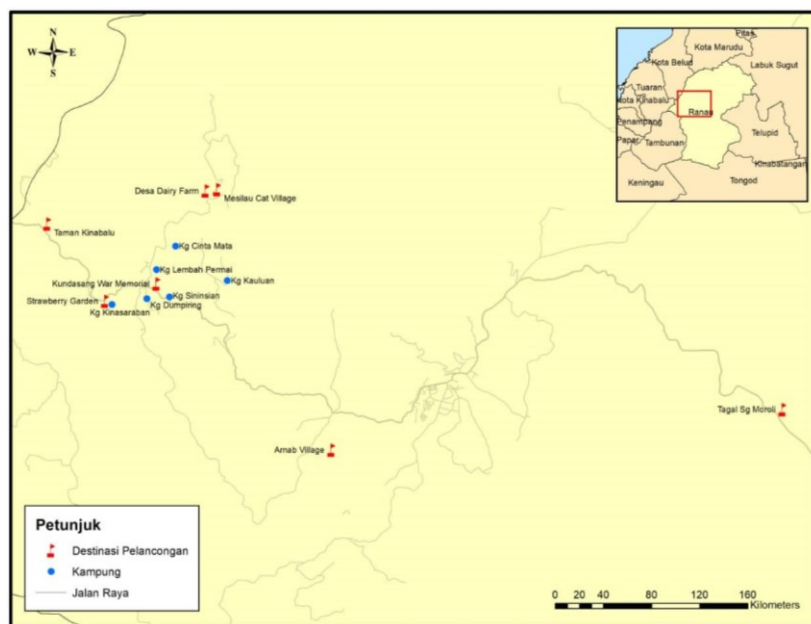 N
W E
S
Pitas
Kota Marudu
Kota Belud
Labuk Sugut
Tuaran
Kota Kinabalu
Ranau
Penampang
Telupid
Papar
Tambunan
Kinabatangan
Keningau
Tongod
Desa Dairy Farm
Mesilau Cat Village
Taman Kinabalu
Kg Cinta Mata
Kg Lembah Permai
Kundasang War Memorial
Kg Kauluan
Strawberry Garden
Kg Sininsian
Kg Dumpiring
Kg Kinasaraban
Tagal Sg Moroli
Arnab Village
Petunjuk
Destinasi Pelancongan
Kampung
Jalan Raya
0 10 20 40 80 120 160
Kilometers